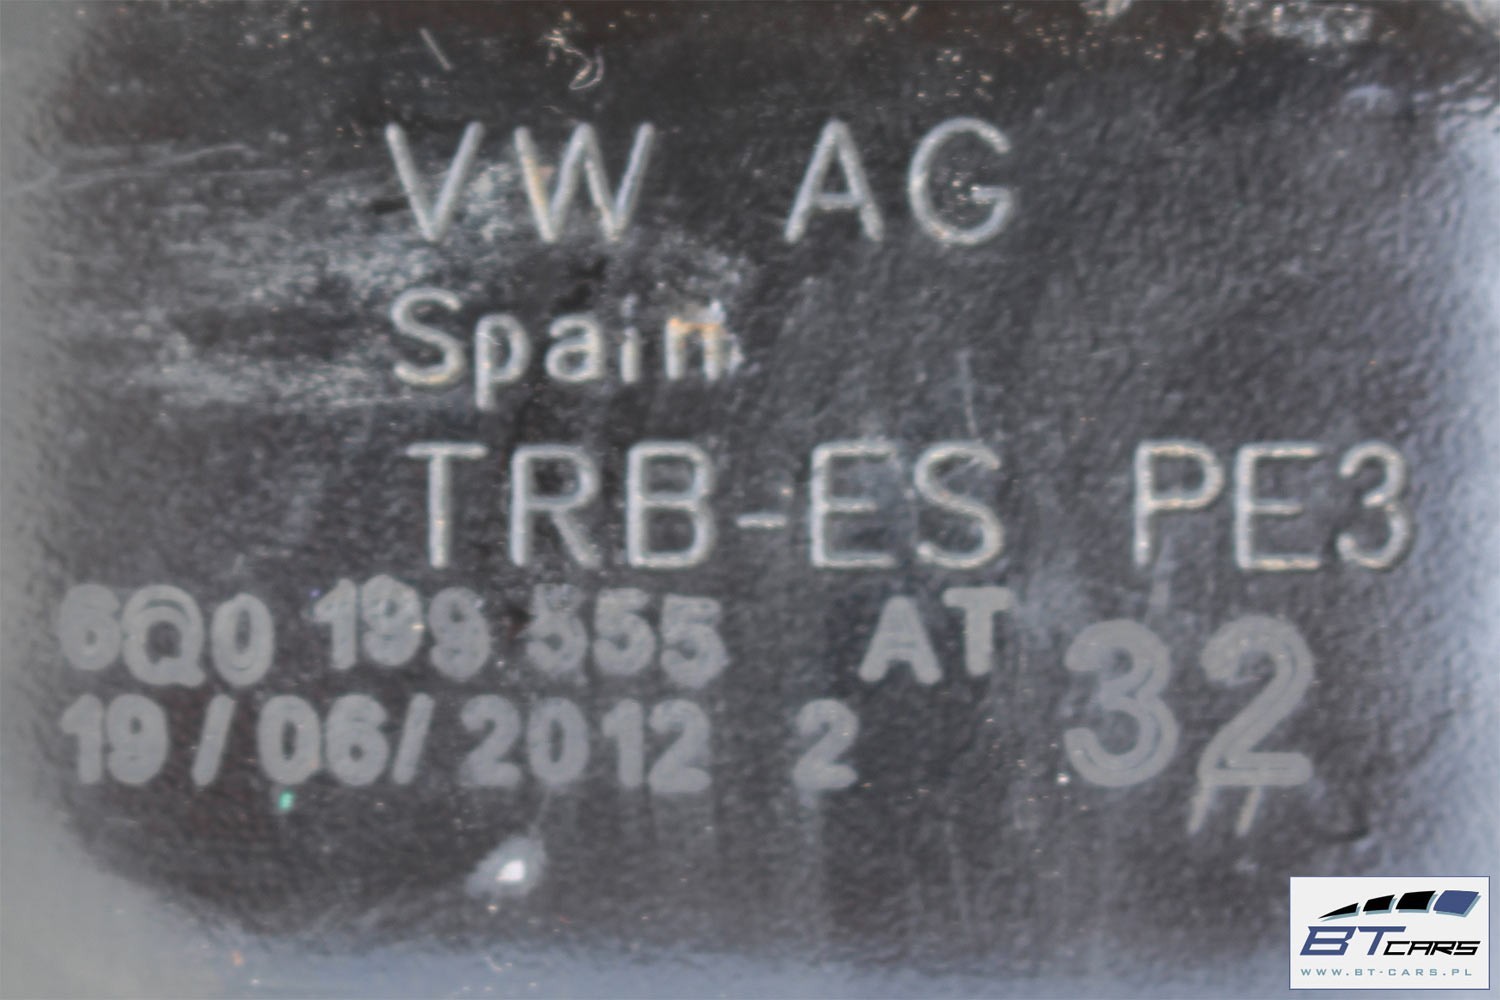 VW AG
Spain
TRB-ES PE3
6Q0 199 555 AT 32
19/06/2012 2
BTCARS
WWW.BT-CARS.PL